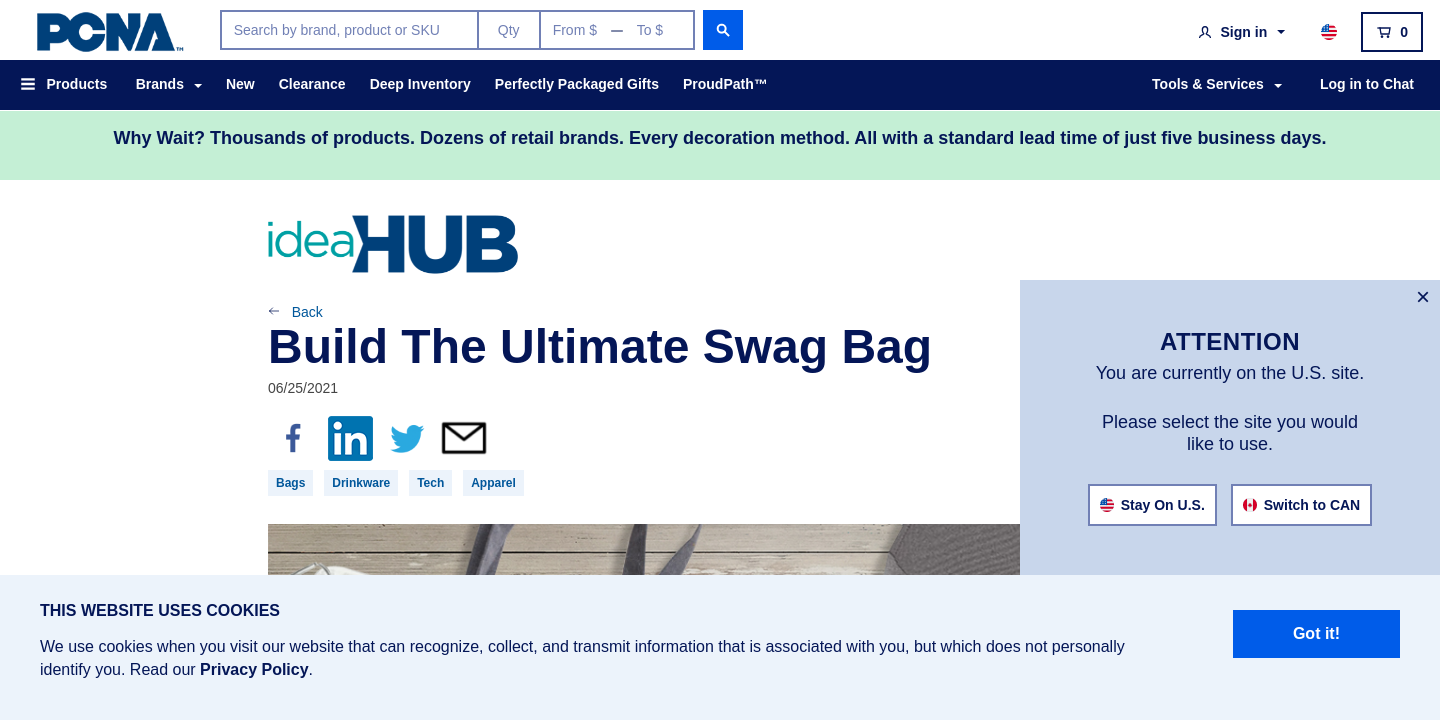 PCNA™
Search by brand, product or SKU
Qty
From $ — To $
Sign in
0
Products
Brands
New
Clearance
Deep Inventory
Perfectly Packaged Gifts
ProudPath™
Tools & Services
Log in to Chat
Why Wait? Thousands of products. Dozens of retail brands. Every decoration method. All with a standard lead time of just five business days.
ideaHUB
Back
Build The Ultimate Swag Bag
06/25/2021
Bags
Drinkware
Tech
Apparel
ATTENTION
You are currently on the U.S. site.
Please select the site you would
like to use.
Stay On U.S.
Switch to CAN
THIS WEBSITE USES COOKIES
We use cookies when you visit our website that can recognize, collect, and transmit information that is associated with you, but which does not personally
identify you. Read our Privacy Policy.
Got it!